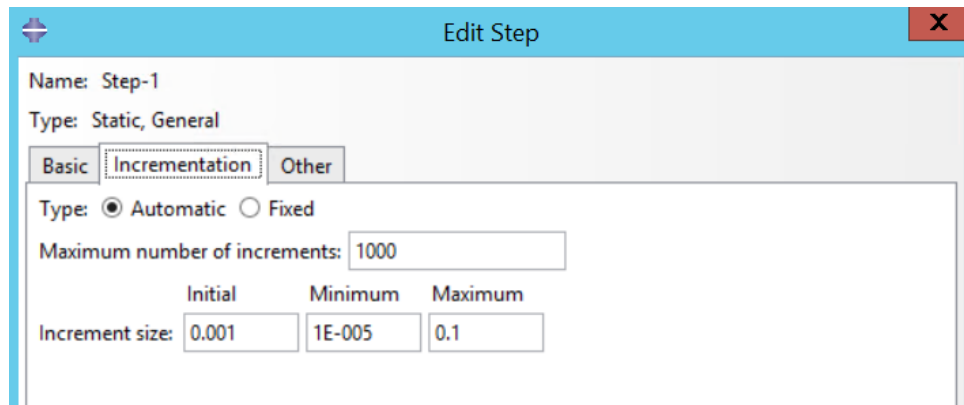 Edit Step
X
Name: Step-1
Type: Static, General
Basic Incrementation Other
Type: Automatic Fixed
Maximum number of increments: 1000
Initial Minimum Maximum
Increment size: 0.001 1E-005 0.1